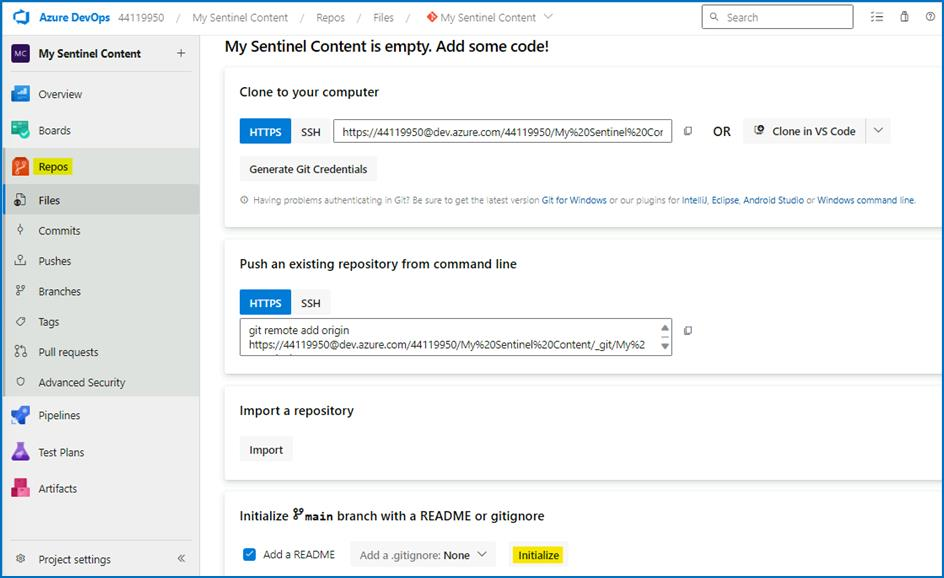 Azure DevOps 44119950 / My Sentinel Content / Repos / Files / My Sentinel Content
Search
MC My Sentinel Content +
Overview
Boards
Repos
Files
Commits
Pushes
Branches
Tags
Pull requests
Advanced Security
Pipelines
Test Plans
Artifacts
Project settings
My Sentinel Content is empty. Add some code!
Clone to your computer
HTTPS SSH https://44119950@dev.azure.com/44119950/My%20Sentinel%20Cor OR Clone in VS Code
Generate Git Credentials
Having problems authenticating in Git? Be sure to get the latest version Git for Windows or our plugins for IntelliJ, Eclipse, Android Studio or Windows command line.
Push an existing repository from command line
HTTPS SSH
git remote add origin
https://44119950@dev.azure.com/44119950/My%20Sentinel%20Content/_git/My%2
Import a repository
Import
Initialize main branch with a README or gitignore
Add a README Add a .gitignore: None Initialize